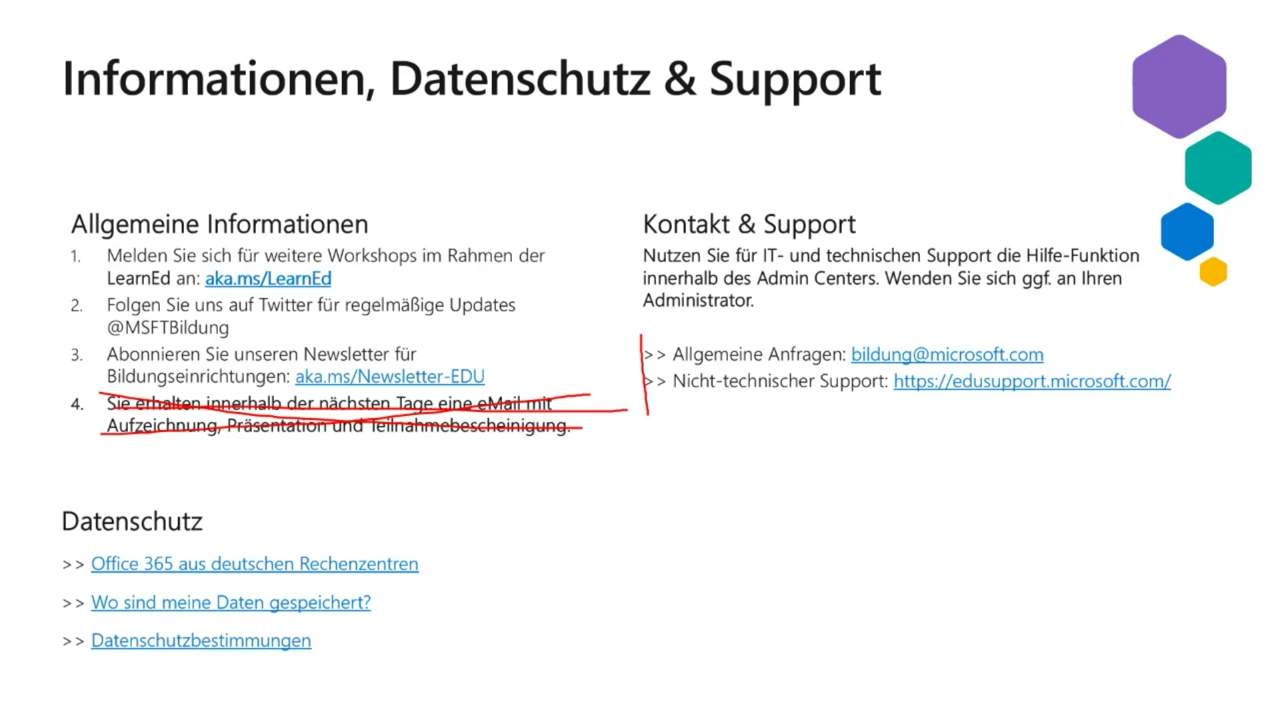 Informationen, Datenschutz & Support
Allgemeine Informationen
1. Melden Sie sich für weitere Workshops im Rahmen der
LearnEd an: aka.ms/LearnEd
2. Folgen Sie uns auf Twitter für regelmäßige Updates
@MSFTBildung
3. Abonnieren Sie unseren Newsletter für
Bildungseinrichtungen: aka.ms/Newsletter-EDU
4. Sie erhalten innerhalb der nächsten Tage eine eMail mit
Aufzeichnung, Präsentation und Teilnahmebescheinigung.
Kontakt & Support
Nutzen Sie für IT- und technischen Support die Hilfe-Funktion
innerhalb des Admin Centers. Wenden Sie sich ggf. an Ihren
Administrator.
>> Allgemeine Anfragen: bildung@microsoft.com
>> Nicht-technischer Support: https://edusupport.microsoft.com/
Datenschutz
>> Office 365 aus deutschen Rechenzentren
>> Wo sind meine Daten gespeichert?
>> Datenschutzbestimmungen